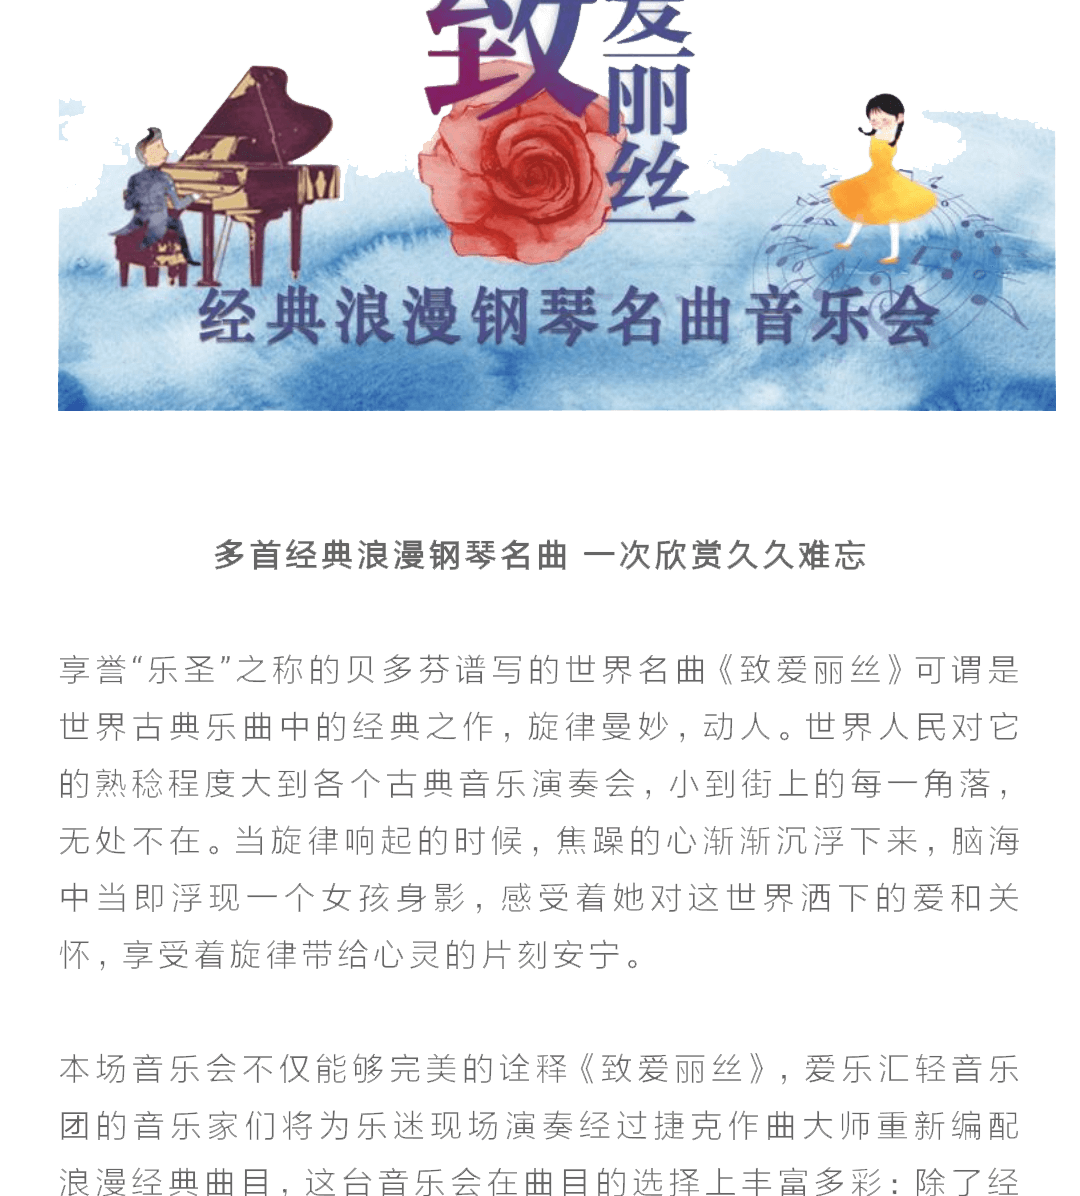 致爱丽丝
经典浪漫钢琴名曲音乐会
多首经典浪漫钢琴名曲 一次欣赏久久难忘
享誉“乐圣”之称的贝多芬谱写的世界名曲《致爱丽丝》可谓是
世界古典乐曲中的经典之作，旋律曼妙，动人。世界人民对它
的熟稔程度大到各个古典音乐演奏会，小到街上的每一角落，
无处不在。当旋律响起的时候，焦躁的心渐渐沉浮下来，脑海
中当即浮现一个女孩身影，感受着她对这世界洒下的爱和关
怀，享受着旋律带给心灵的片刻安宁。
本场音乐会不仅能够完美的诠释《致爱丽丝》，爱乐汇轻音乐
团的音乐家们将为乐迷现场演奏经过捷克作曲大师重新编配
浪漫经典曲目，这台音乐会在曲目的选择上丰富多彩：除了经